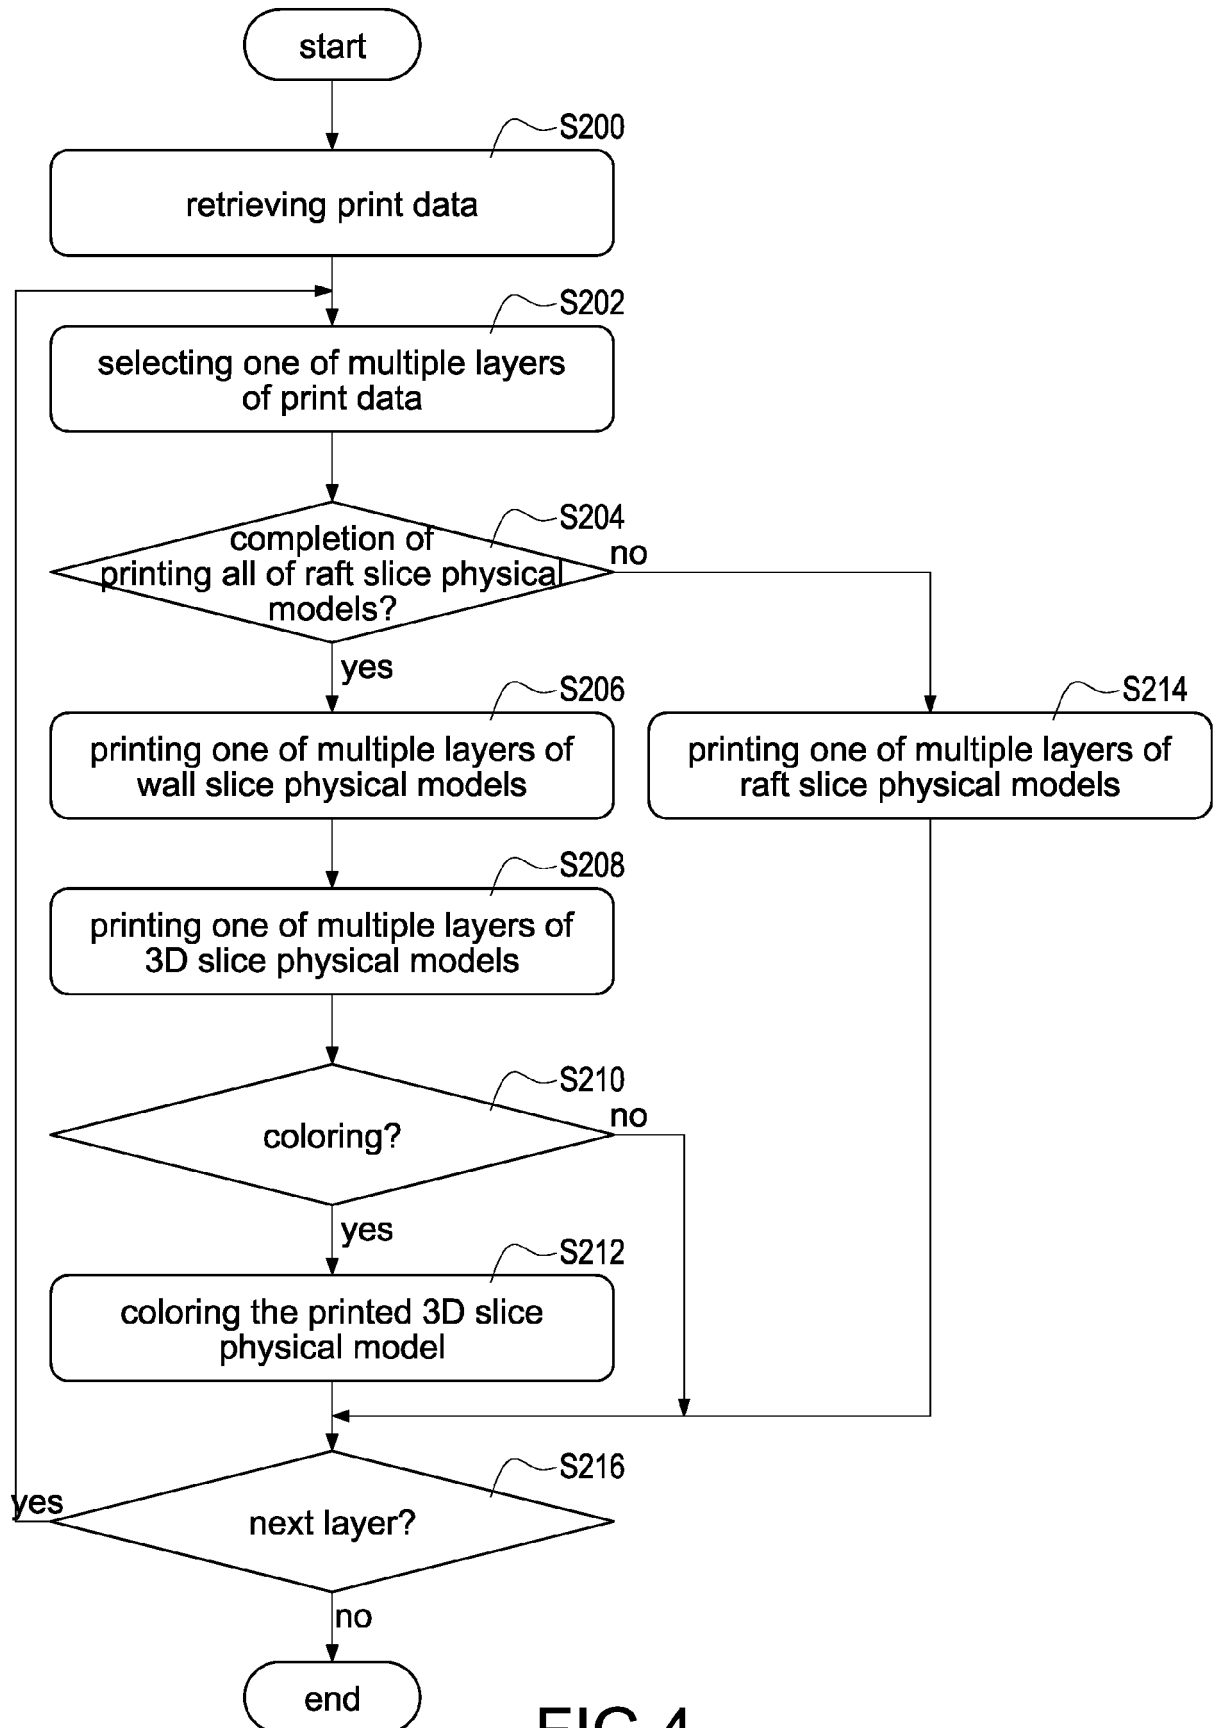 start
S200
retrieving print data
S202
selecting one of multiple layers
of print data
S204
completion of
printing all of raft slice physical
models?
no
yes
S206
printing one of multiple layers of
wall slice physical models
S214
printing one of multiple layers of
raft slice physical models
S208
printing one of multiple layers of
3D slice physical models
S210
coloring?
no
yes
S212
coloring the printed 3D slice
physical model
S216
next layer?
yes
no
end
FIG.4